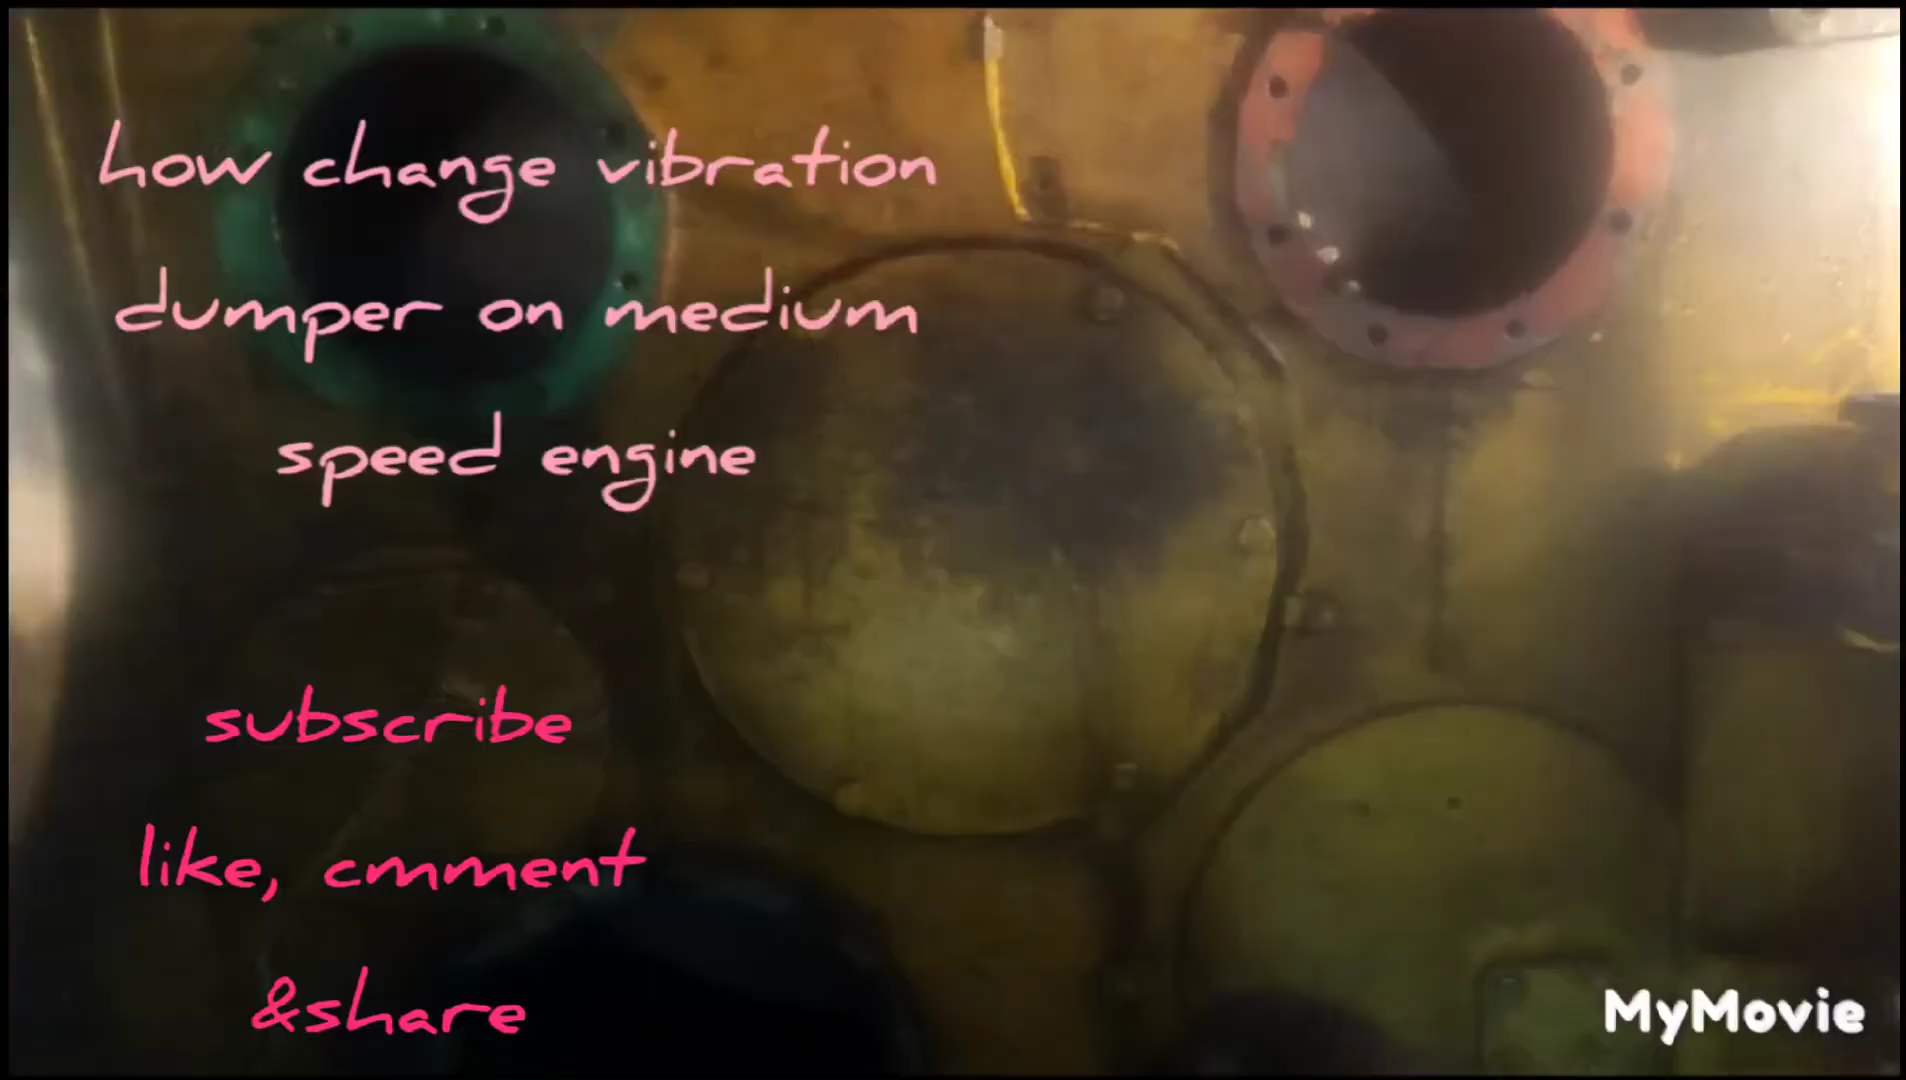 how change vibration
dumper on medium
speed engine
subscribe
like, cmment
&share
MyMovie